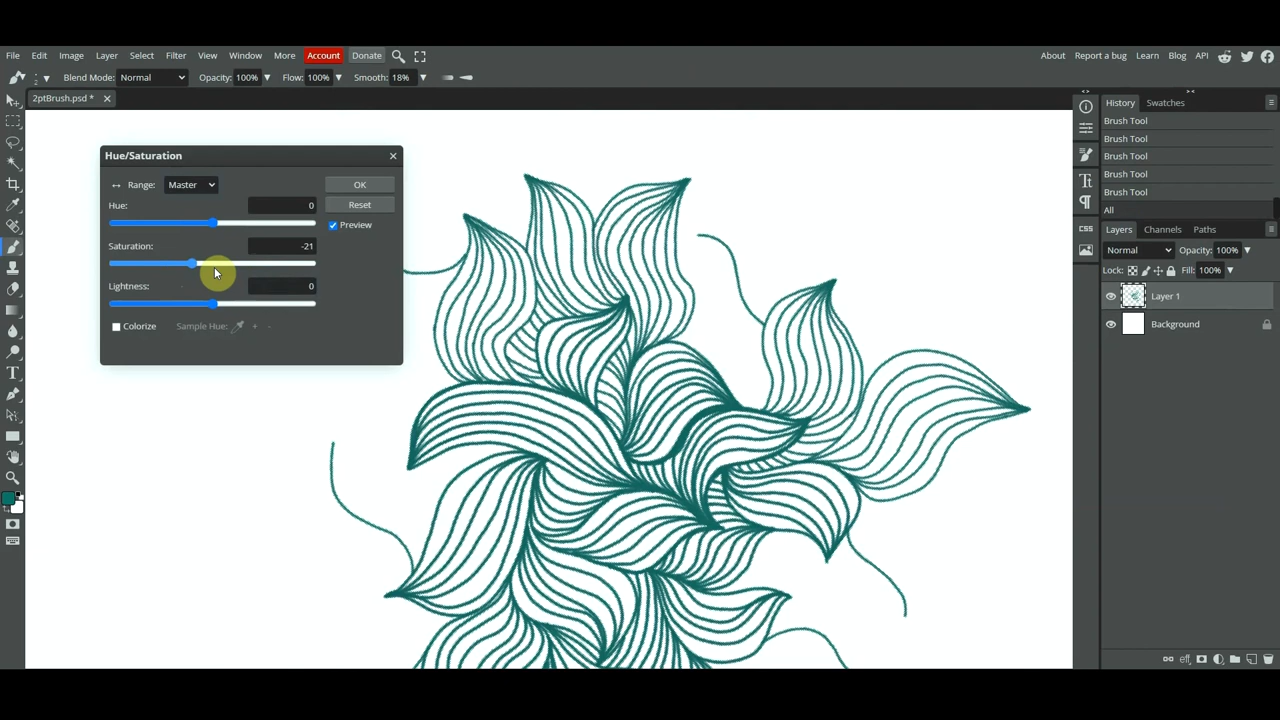 File Edit Image Layer Select Filter View Window More Account Donate About Report a bug Learn Blog API
Blend Mode: Normal Opacity: 100% Flow: 100% Smooth: 18%
2ptBrush.psd *
Hue/Saturation
Range: Master OK
Hue: 0 Reset
Preview
Saturation: -21
Lightness: 0
Colorize Sample Hue: + -
History Swatches
Brush Tool
Brush Tool
Brush Tool
Brush Tool
Brush Tool
All
CSS
Layers Channels Paths
Normal Opacity: 100%
Lock: Fill: 100%
Layer 1
Background
eff